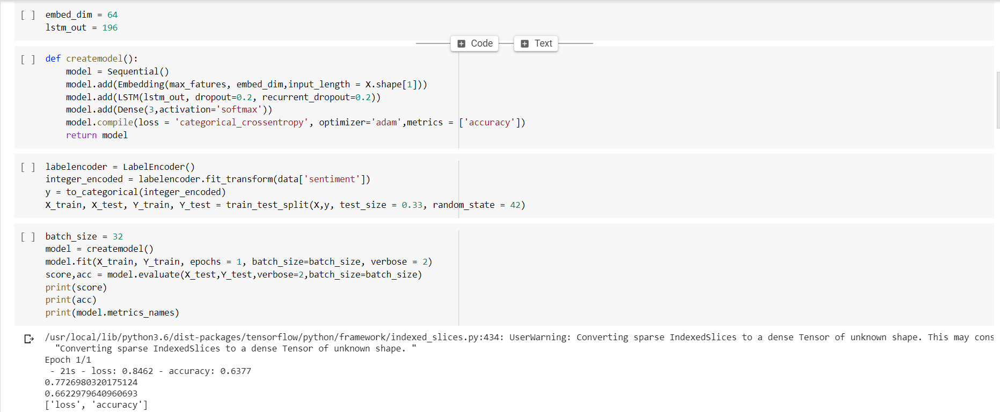 [ ] embed_dim = 64
lstm_out = 196
Code Text
[ ] def createmodel():
    model = Sequential()
    model.add(Embedding(max_fatures, embed_dim,input_length = X.shape[1]))
    model.add(LSTM(lstm_out, dropout=0.2, recurrent_dropout=0.2))
    model.add(Dense(3,activation='softmax'))
    model.compile(loss = 'categorical_crossentropy', optimizer='adam',metrics = ['accuracy'])
    return model
[ ] labelencoder = LabelEncoder()
integer_encoded = labelencoder.fit_transform(data['sentiment'])
y = to_categorical(integer_encoded)
X_train, X_test, Y_train, Y_test = train_test_split(X,y, test_size = 0.33, random_state = 42)
[ ] batch_size = 32
model = createmodel()
model.fit(X_train, Y_train, epochs = 1, batch_size=batch_size, verbose = 2)
score,acc = model.evaluate(X_test,Y_test,verbose=2,batch_size=batch_size)
print(score)
print(acc)
print(model.metrics_names)
/usr/local/lib/python3.6/dist-packages/tensorflow/python/framework/indexed_slices.py:434: UserWarning: Converting sparse IndexedSlices to a dense Tensor of unknown shape. This may cons
  "Converting sparse IndexedSlices to a dense Tensor of unknown shape. "
Epoch 1/1
 - 21s - loss: 0.8462 - accuracy: 0.6377
0.7726980320175124
0.6622979640960693
['loss', 'accuracy']